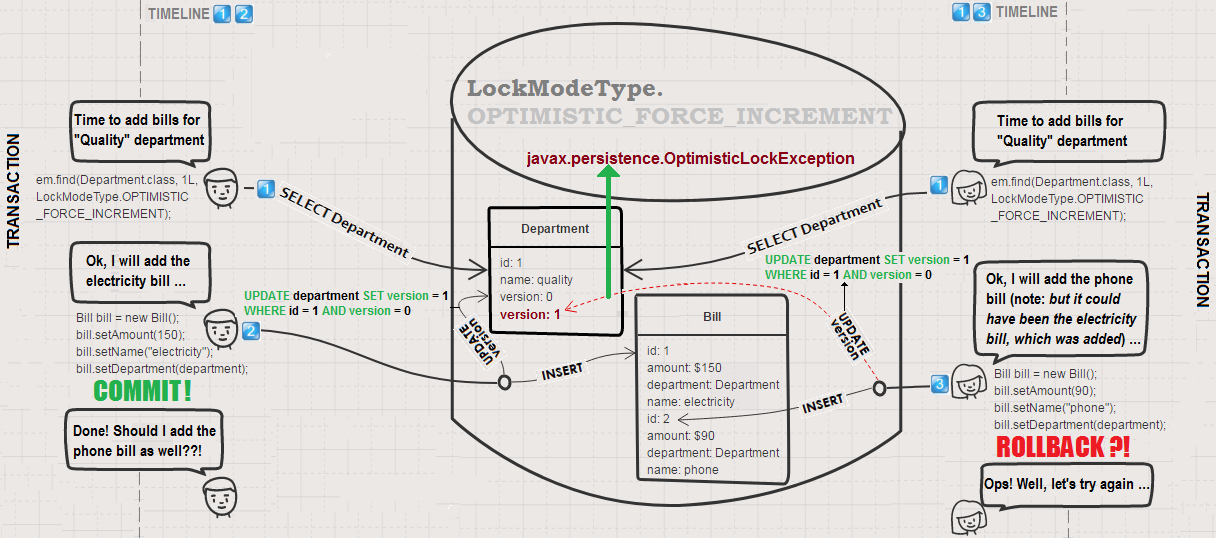 TIMELINE 1 2
1 3 TIMELINE
LockModeType.
OPTIMISTIC_FORCE_INCREMENT
javax.persistence.OptimisticLockException
TRANSACTION
Time to add bills for
"Quality" department
em.find(Department.class, 1L,
LockModeType.OPTIMISTIC
_FORCE_INCREMENT);
1
SELECT Department
Ok, I will add the
electricity bill ...
UPDATE department SET version = 1
WHERE id = 1 AND version = 0
Bill bill = new Bill();
bill.setAmount(150);
bill.setName("electricity");
bill.setDepartment(department);
2
COMMIT!
Done! Should I add the
phone bill as well??!
UPDATE
version
INSERT
Department
id: 1
name: quality
version: 0
version: 1
Bill
id: 1
amount: $150
department: Department
name: electricity
id: 2
amount: $90
department: Department
name: phone
Time to add bills for
"Quality" department
1
em.find(Department.class, 1L,
LockModeType.OPTIMISTIC
_FORCE_INCREMENT);
TRANSACTION
SELECT Department
UPDATE department SET version = 1
WHERE id = 1 AND version = 0
Ok, I will add the phone
bill (note: but it could
have been the electricity
bill, which was added) ...
UPDATE
version
INSERT
3
Bill bill = new Bill();
bill.setAmount(90);
bill.setName("phone");
bill.setDepartment(department);
ROLLBACK ?!
Ops! Well, let's try again ...